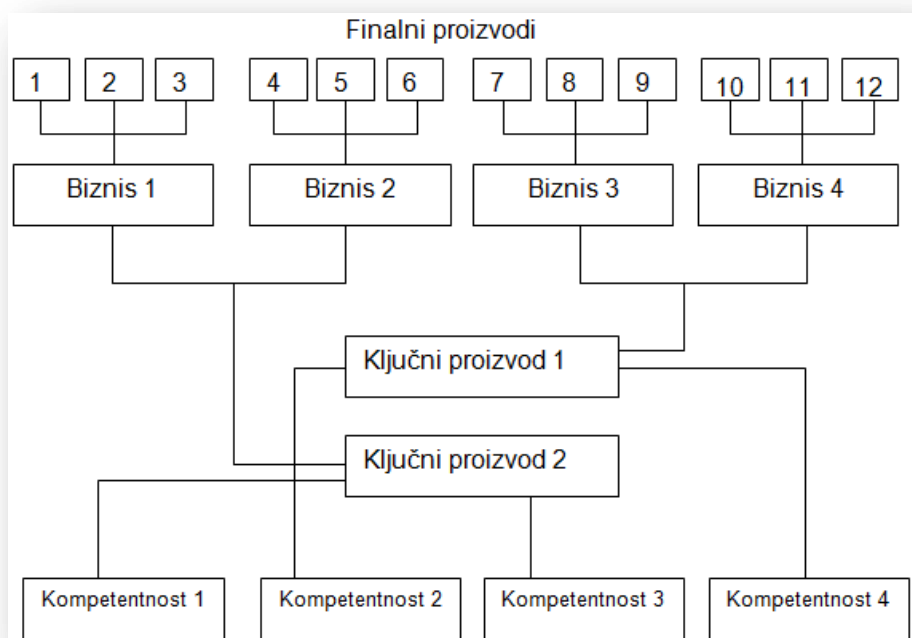 Finalni proizvodi
1 2 3 4 5 6 7 8 9 10 11 12
Biznis 1 Biznis 2 Biznis 3 Biznis 4
Ključni proizvod 1
Ključni proizvod 2
Kompetentnost 1 Kompetentnost 2 Kompetentnost 3 Kompetentnost 4